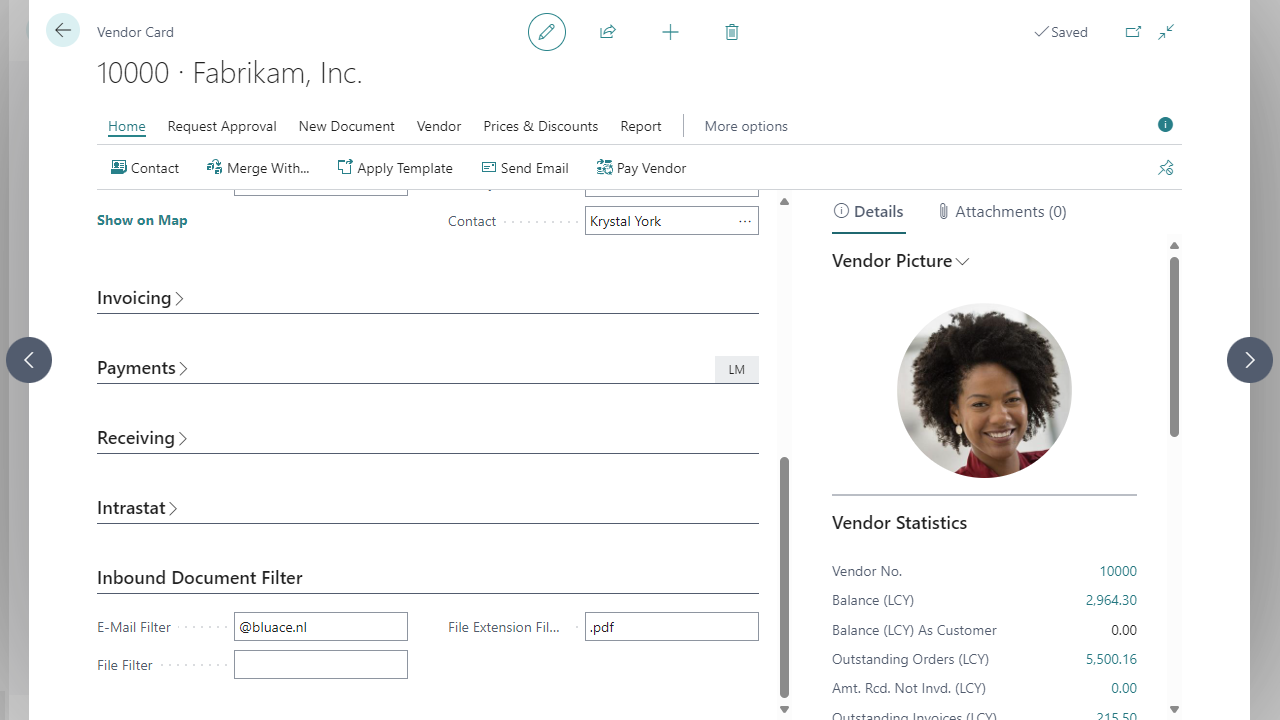 Vendor Card
Saved
10000 · Fabrikam, Inc.
Home Request Approval New Document Vendor Prices & Discounts Report More options
Contact Merge With... Apply Template Send Email Pay Vendor
Show on Map
Contact Krystal York ...
Invoicing
Payments LM
Receiving
Intrastat
Inbound Document Filter
E-Mail Filter @bluace.nl File Extension Fil... .pdf
File Filter
Details Attachments (0)
Vendor Picture
Vendor Statistics
Vendor No. 10000
Balance (LCY) 2,964.30
Balance (LCY) As Customer 0.00
Outstanding Orders (LCY) 5,500.16
Amt. Rcd. Not Invd. (LCY) 0.00
Outstanding Invoices (LCY) 215.50